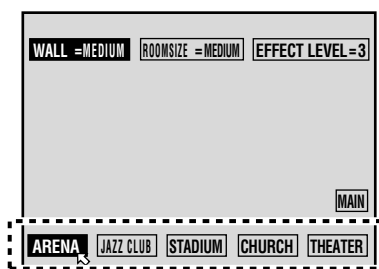 WALL =MEDIUM ROOMSIZE =MEDIUM EFFECT LEVEL=3
MAIN
ARENA JAZZ CLUB STADIUM CHURCH THEATER